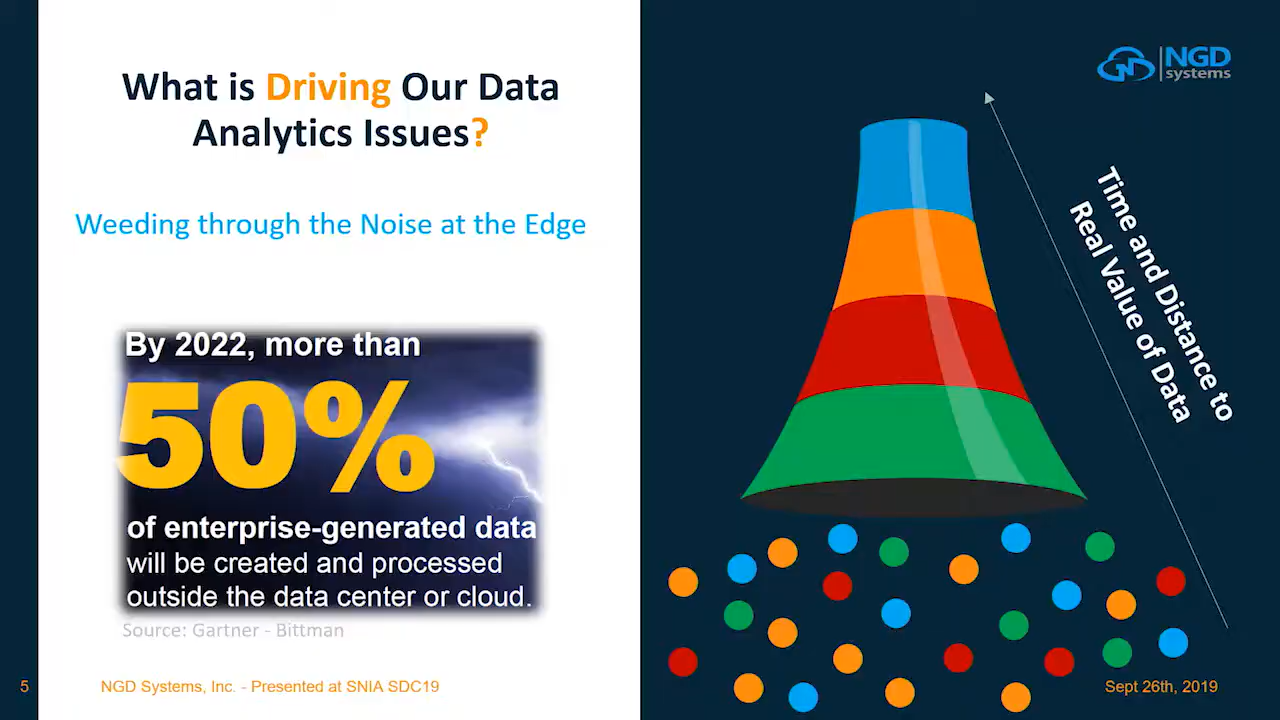 What is Driving Our Data
Analytics Issues?
Weeding through the Noise at the Edge
By 2022, more than
50%
of enterprise-generated data
will be created and processed
outside the data center or cloud.
Source: Gartner - Bittman
5
NGD Systems, Inc. - Presented at SNIA SDC19
NGD
systems
Time and Distance to
Real Value of Data
Sept 26th, 2019